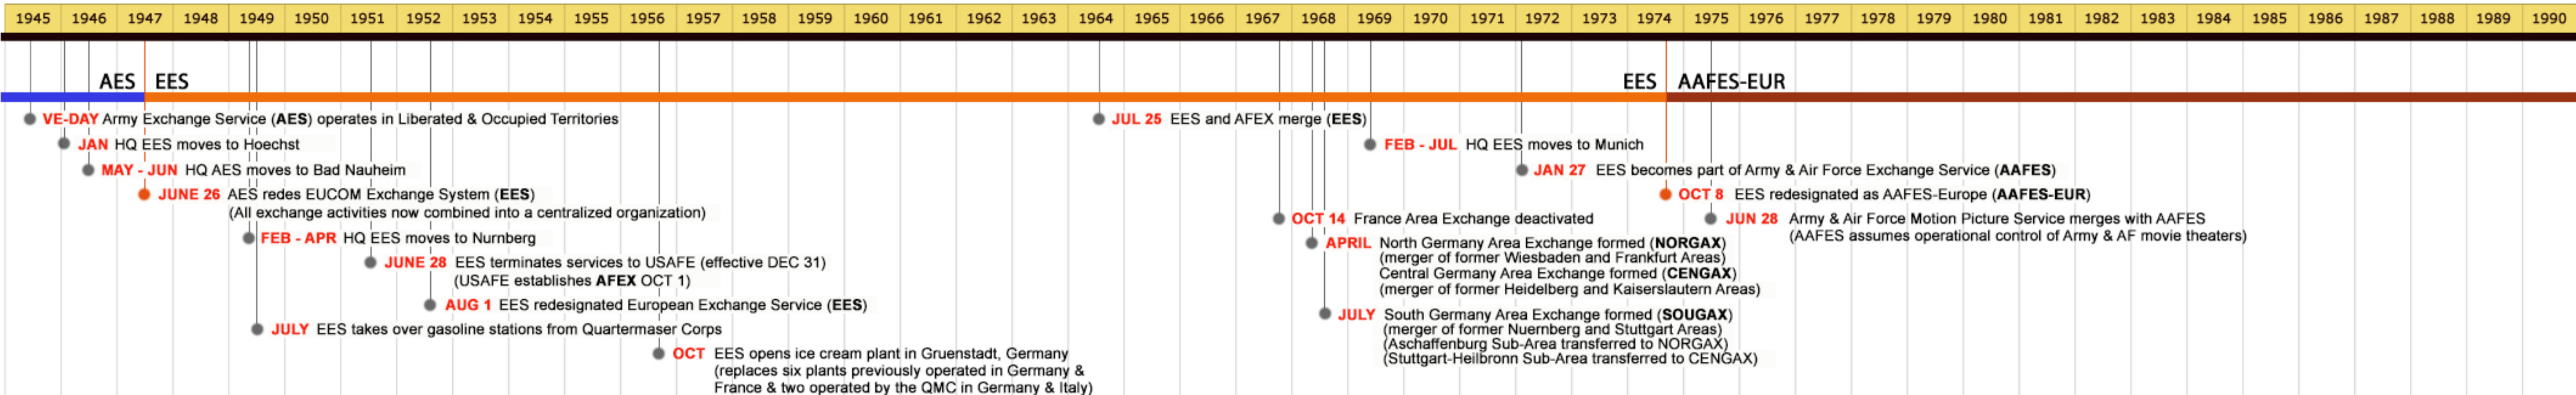 1945 1946 1947 1948 1949 1950 1951 1952 1953 1954 1955 1956 1957 1958 1959 1960 1961 1962 1963 1964 1965 1966 1967 1968 1969 1970 1971 1972 1973 1974 1975 1976 1977 1978 1979 1980 1981 1982 1983 1984 1985 1986 1987 1988 1989 1990
AES EES
EES AAFES-EUR
VE-DAY Army Exchange Service (AES) operates in Liberated & Occupied Territories
JAN HQ EES moves to Hoechst
MAY - JUN HQ AES moves to Bad Nauheim
JUNE 26 AES redes EUCOM Exchange System (EES)
(All exchange activities now combined into a centralized organization)
FEB - APR HQ EES moves to Nurnberg
JUNE 28 EES terminates services to USAFE (effective DEC 31)
(USAFE establishes AFEX OCT 1)
AUG 1 EES redesignated European Exchange Service (EES)
JULY EES takes over gasoline stations from Quartermaser Corps
OCT EES opens ice cream plant in Gruenstadt, Germany
(replaces six plants previously operated in Germany &
France & two operated by the QMC in Germany & Italy)
JUL 25 EES and AFEX merge (EES)
FEB - JUL HQ EES moves to Munich
JAN 27 EES becomes part of Army & Air Force Exchange Service (AAFES)
OCT 8 EES redesignated as AAFES-Europe (AAFES-EUR)
OCT 14 France Area Exchange deactivated
JUN 28 Army & Air Force Motion Picture Service merges with AAFES
(AAFES assumes operational control of Army & AF movie theaters)
APRIL North Germany Area Exchange formed (NORGAX)
(merger of former Wiesbaden and Frankfurt Areas)
Central Germany Area Exchange formed (CENGAX)
(merger of former Heidelberg and Kaiserslautern Areas)
JULY South Germany Area Exchange formed (SOUGAX)
(merger of former Nuernberg and Stuttgart Areas)
(Aschaffenburg Sub-Area transferred to NORGAX)
(Stuttgart-Heilbronn Sub-Area transferred to CENGAX)